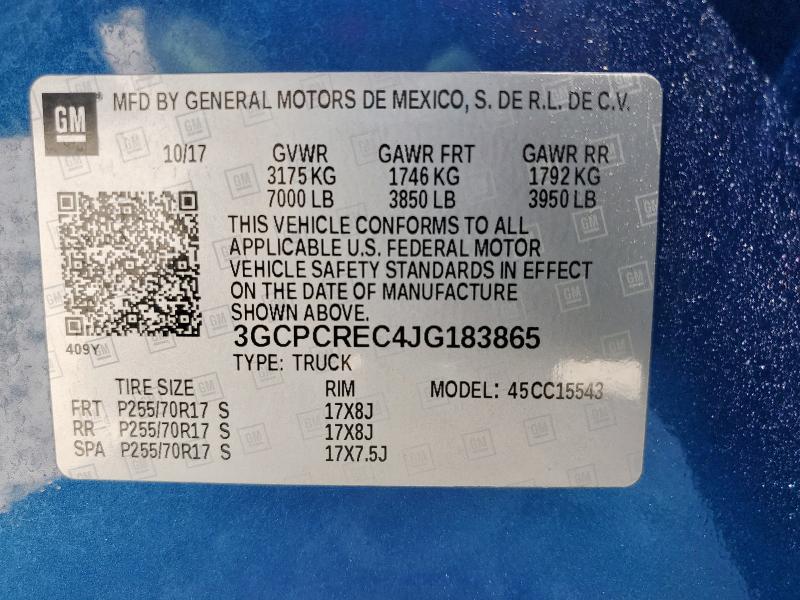 GM
MFD BY GENERAL MOTORS DE MEXICO, S. DE R.L. DE C.V.
10/17 GVWR GAWR FRT GAWR RR
3175 KG 1746 KG 1792 KG
7000 LB 3850 LB 3950 LB
THIS VEHICLE CONFORMS TO ALL
APPLICABLE U.S. FEDERAL MOTOR
VEHICLE SAFETY STANDARDS IN EFFECT
ON THE DATE OF MANUFACTURE
SHOWN ABOVE.
409Y
3GCPCREC4JG183865
TYPE: TRUCK
TIRE SIZE RIM MODEL: 45CC15543
FRT P255/70R17 S 17X8J
RR P255/70R17 S 17X8J
SPA P255/70R17 S 17X7.5J